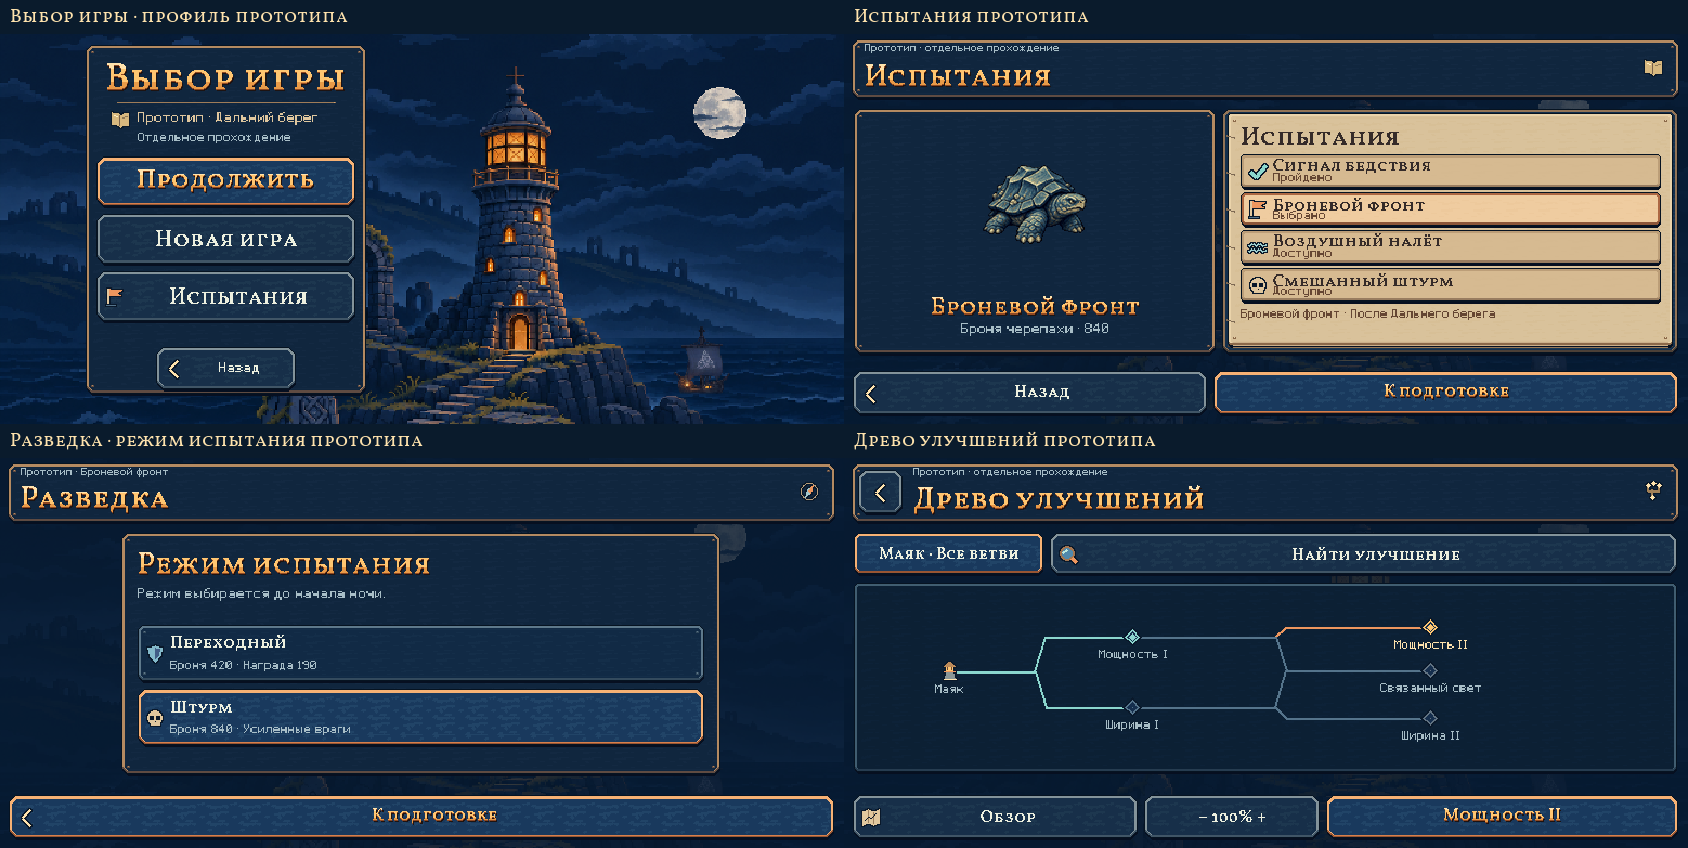 Выбор игры · профиль прототипа
Выбор игры
Прототип · Дальний берег
Отдельное прохождение
Продолжить
Новая игра
Испытания
Назад
Испытания прототипа
Прототип · отдельное прохождение
Испытания
Броневой фронт
Броня черепахи · 840
Испытания
Сигнал бедствия
Пройдено
Броневой фронт
Выбрано
Воздушный налёт
Доступно
Смешанный штурм
Доступно
Броневой фронт · После Дальнего берега
Назад
К подготовке
Разведка · режим испытания прототипа
Прототип · Броневой фронт
Разведка
Режим испытания
Режим выбирается до начала ночи.
Переходный
Броня 420 · Награда 190
Штурм
Броня 840 · Усиленные враги
К подготовке
Древо улучшений прототипа
Прототип · отдельное прохождение
Древо улучшений
Маяк · Все ветви
Найти улучшение
Маяк
Мощность I
Ширина I
Мощность II
Связанный свет
Ширина II
Обзор
− 100% +
Мощность II